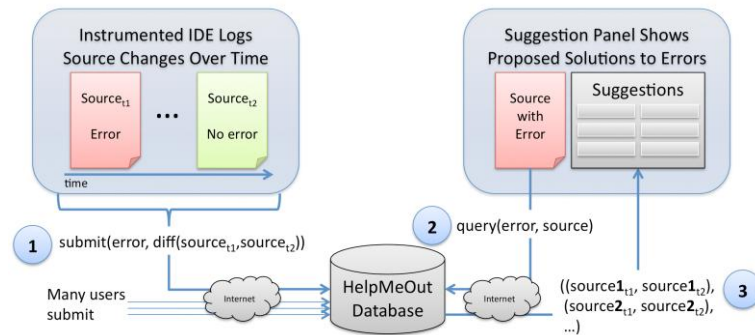 Instrumented IDE Logs
Source Changes Over Time
Source_t1
Error
...
Source_t2
No error
time
Suggestion Panel Shows
Proposed Solutions to Errors
Source
with
Error
Suggestions
1
submit(error, diff(source_t1,source_t2))
Many users
submit
Internet
HelpMeOut
Database
2
query(error, source)
Internet
((source1_t1, source1_t2),
(source2_t1, source2_t2),
...)
3